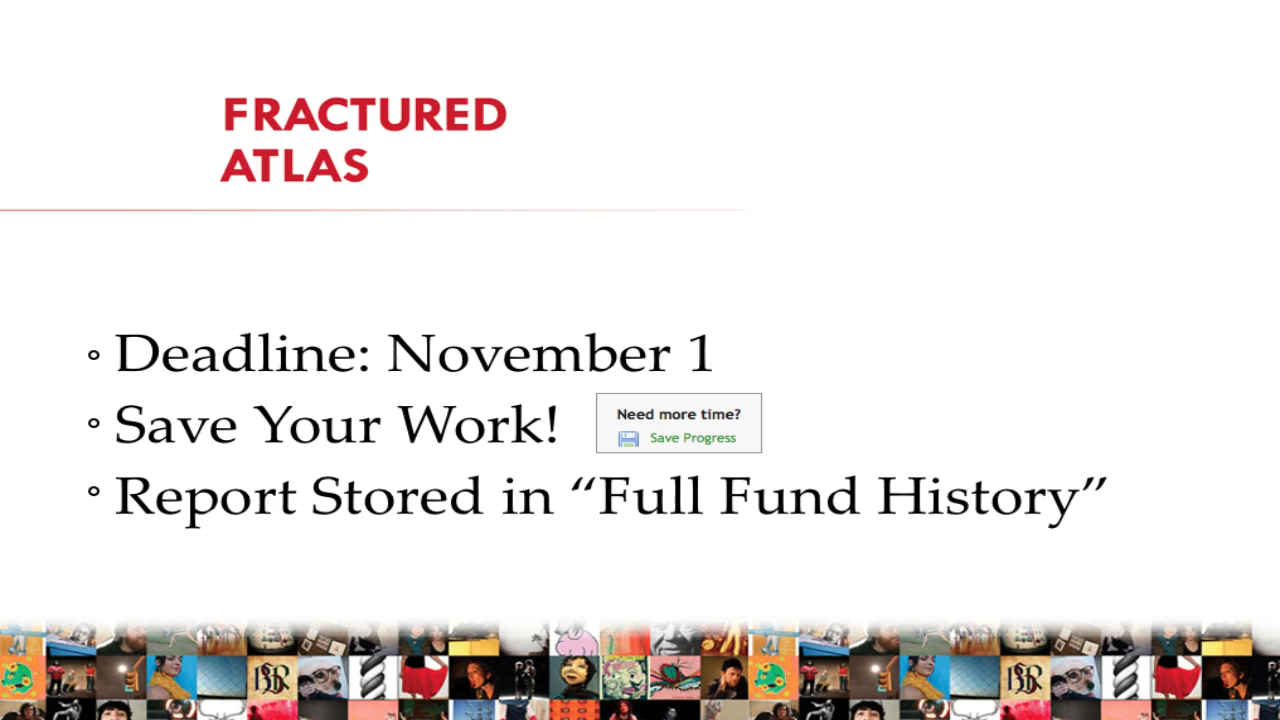 FRACTURED
ATLAS
◦ Deadline: November 1
◦ Save Your Work!
Need more time?
Save Progress
◦ Report Stored in “Full Fund History”